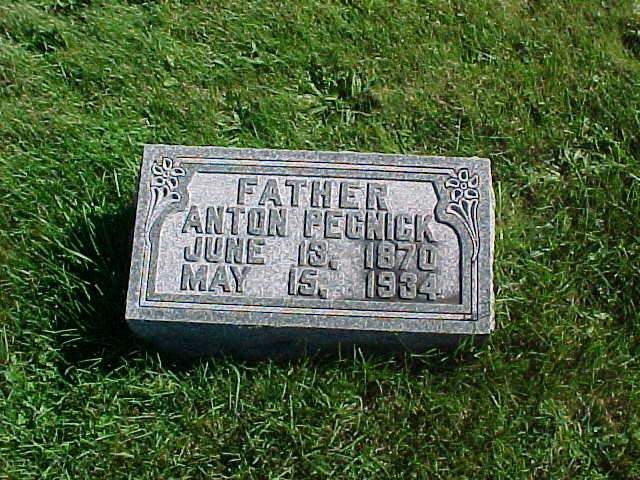 FATHER
ANTON PECNICK
JUNE 13, 1870
MAY 15, 1934